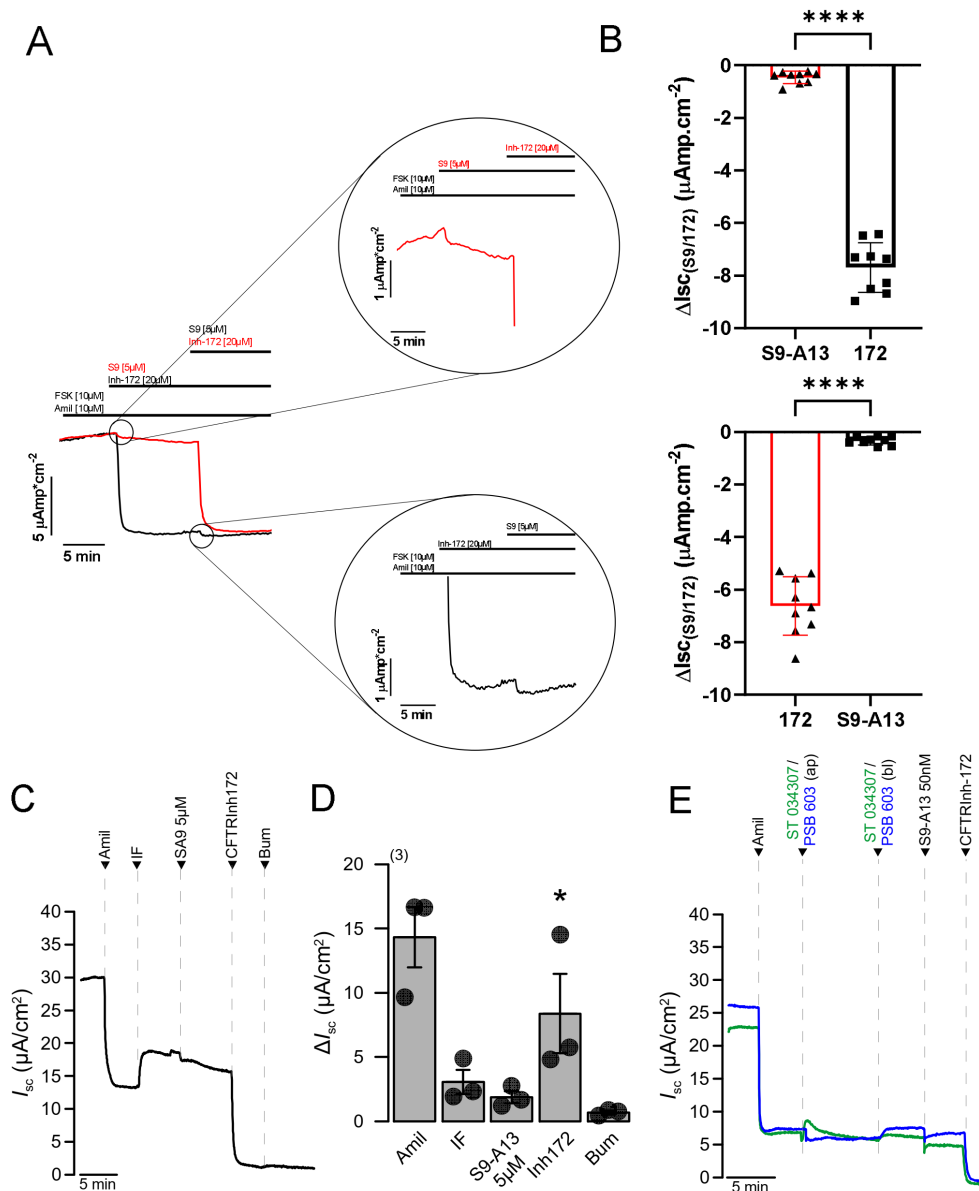 A
Inh-172 [20µM]
S9 [5µM]
FSK [10µM]
Amil [10µM]
1 µAmp*cm-2
5 min
S9 [5µM]
Inh-172 [20µM]
S9 [5µM]
Inh-172 [20µM]
FSK [10µM]
Amil [10µM]
5 µAmp*cm-2
5 min
S9 [5µM]
Inh-172 [20µM]
FSK [10µM]
Amil [10µM]
1 µAmp*cm-2
5 min
B
****
ΔIsc(S9/172) (µAmp.cm-2)
0
-2
-4
-6
-8
-10
S9-A13 172
****
ΔIsc(S9/172) (µAmp.cm-2)
0
-2
-4
-6
-8
-10
172 S9-A13
C
Amil
IF
SA9 5µM
CFTRInh172
Bum
Isc (µA/cm2)
40
35
30
25
20
15
10
5
0
5 min
D
(3)
*
ΔIsc (µA/cm2)
20
15
10
5
0
Amil
IF
S9-A13
5µM
Inh172
Bum
E
Amil
ST 034307/
PSB 603 (ap)
ST 034307/
PSB 603 (bl)
S9-A13 50nM
CFTRInh-172
Isc (µA/cm2)
40
35
30
25
20
15
10
5
0
5 min